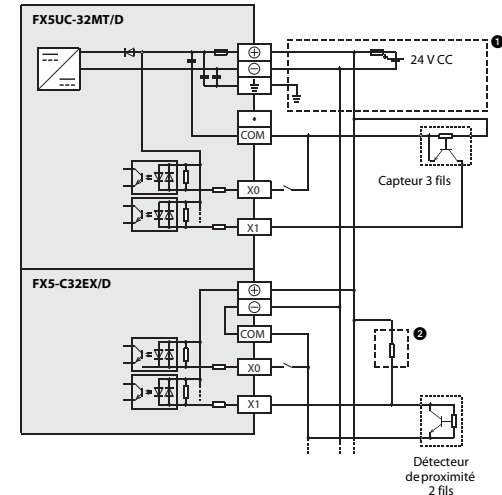 FX5UC-32MT/D
❶
24 V CC
•
COM
Capteur 3 fils
X0
X1
FX5-C32EX/D
COM
❷
X0
X1
Détecteur
de proximité
2 fils